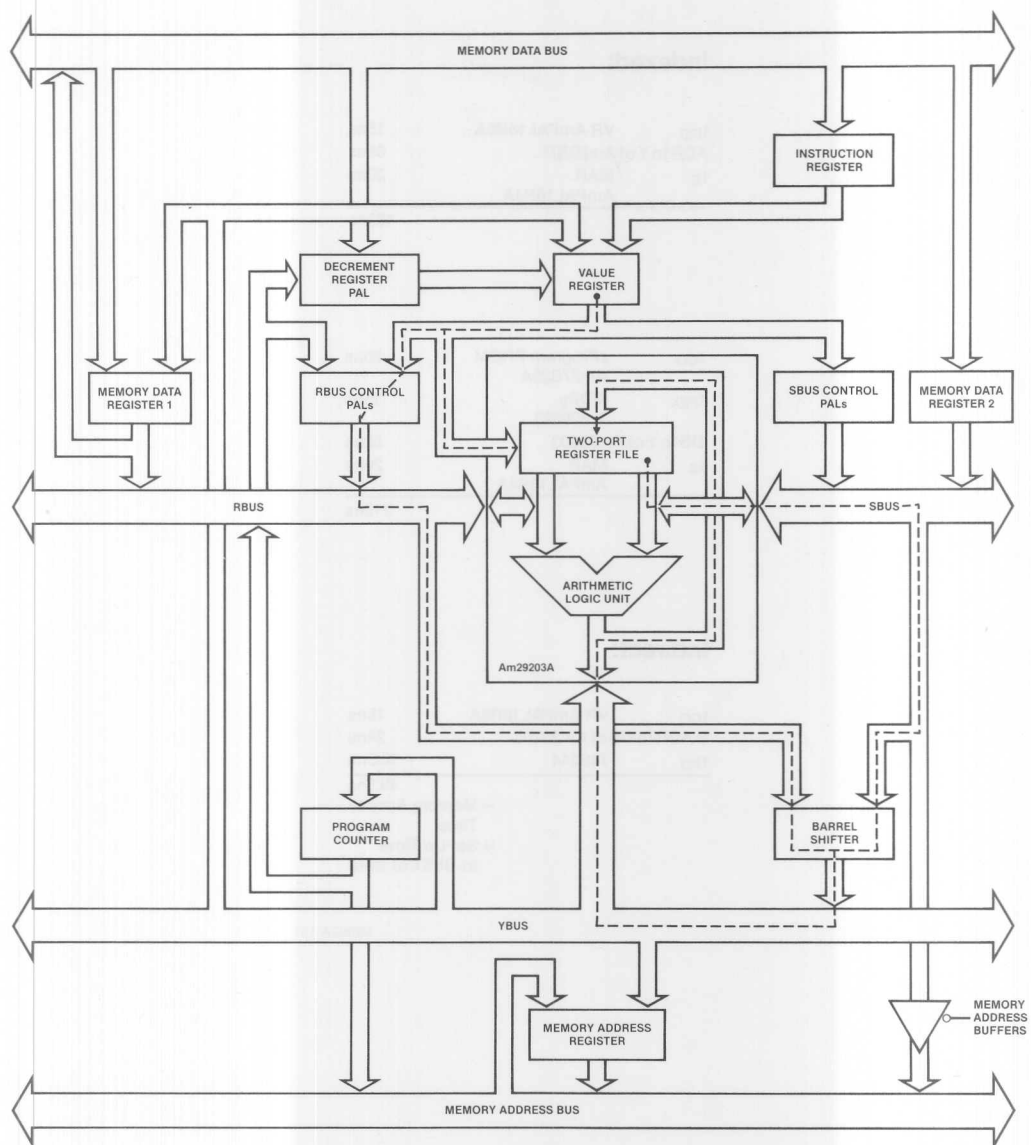 MEMORY DATA BUS
INSTRUCTION
REGISTER
DECREMENT
REGISTER
PAL
VALUE
REGISTER
MEMORY DATA
REGISTER 1
RBUS CONTROL
PALs
SBUS CONTROL
PALs
MEMORY DATA
REGISTER 2
TWO-PORT
REGISTER FILE
RBUS
SBUS
ARITHMETIC
LOGIC UNIT
Am29203A
PROGRAM
COUNTER
BARREL
SHIFTER
YBUS
MEMORY ADDRESS
REGISTER
MEMORY
ADDRESS
BUFFERS
MEMORY ADDRESS BUS